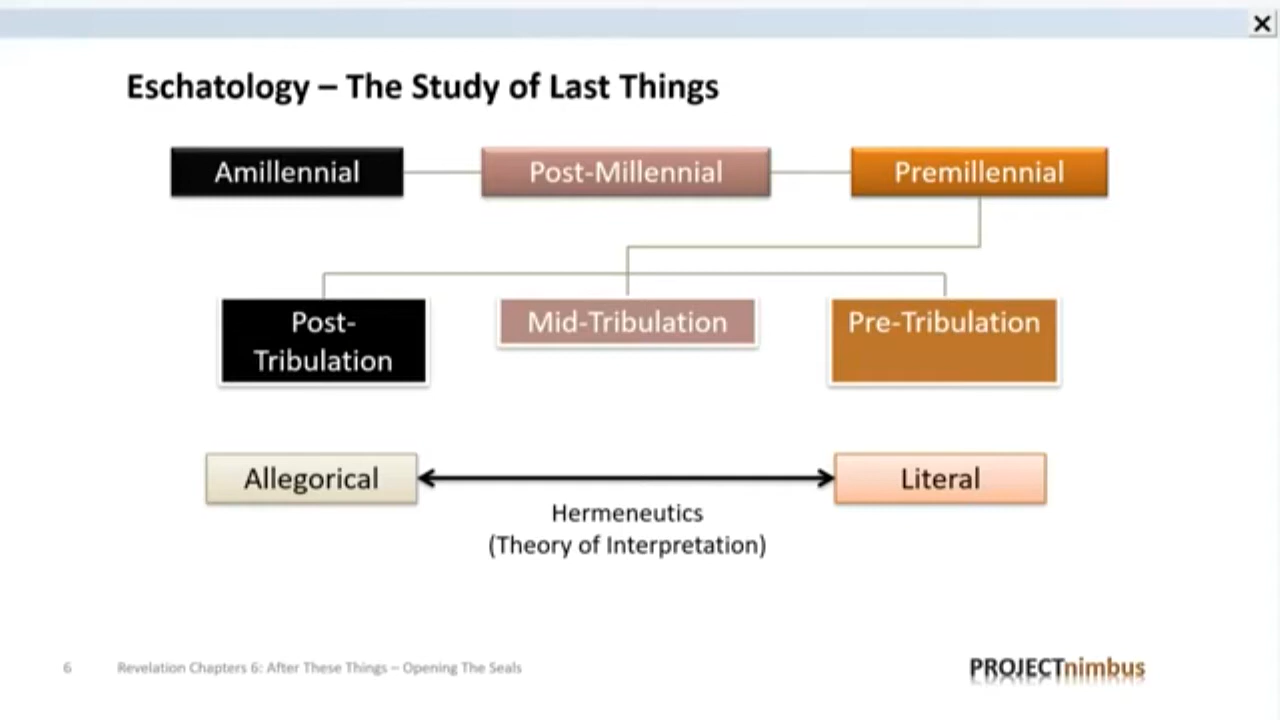 Eschatology – The Study of Last Things
Amillennial
Post-Millennial
Premillennial
Post-
Tribulation
Mid-Tribulation
Pre-Tribulation
Allegorical
Literal
Hermeneutics
(Theory of Interpretation)
6
Revelation Chapters 6: After These Things – Opening The Seals
PROJECTnimbus